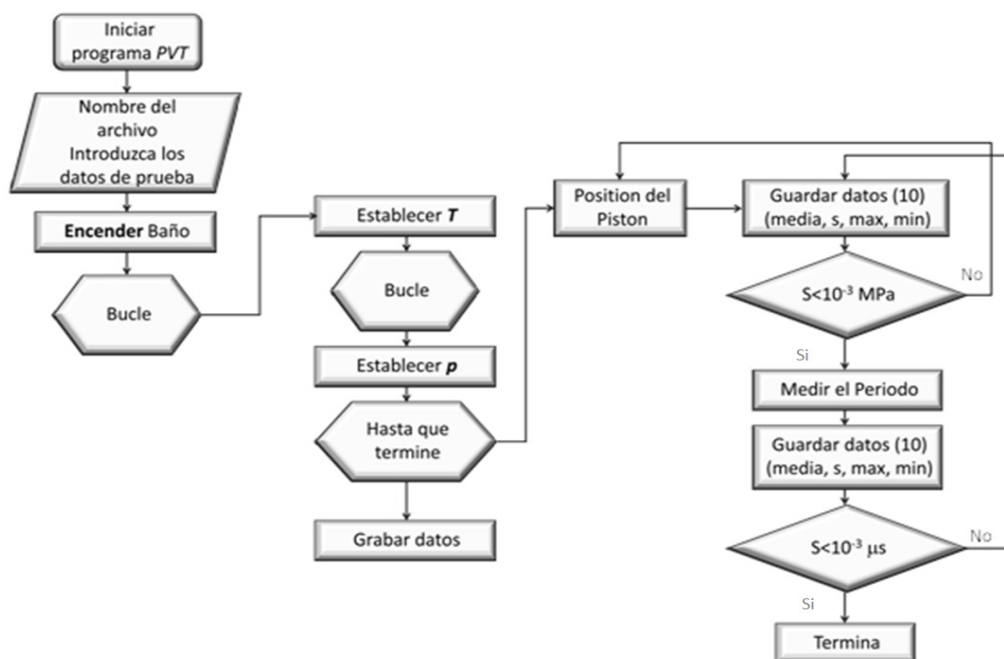 Iniciar
programa PVT
Nombre del
archivo
Introduzca los
datos de prueba
Encender Baño
Bucle
Establecer T
Bucle
Establecer p
Hasta que
termine
Grabar datos
Position del
Piston
Guardar datos (10)
(media, s, max, min)
S<10⁻³ MPa
No
Si
Medir el Periodo
Guardar datos (10)
(media, s, max, min)
S<10⁻³ µs
No
Si
Termina